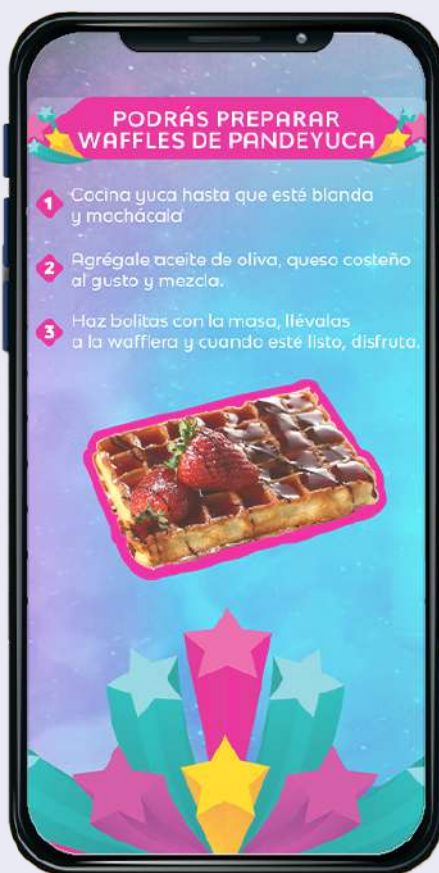 PODRÁS PREPARAR
WAFFLES DE PANDEYUCA
1 Cocina yuca hasta que esté blanda
y machácala
2 Agrégale aceite de oliva, queso costeño
al gusto y mezcla.
3 Haz bolitas con la masa, llévalas
a la wafflera y cuando esté listo, disfruta.